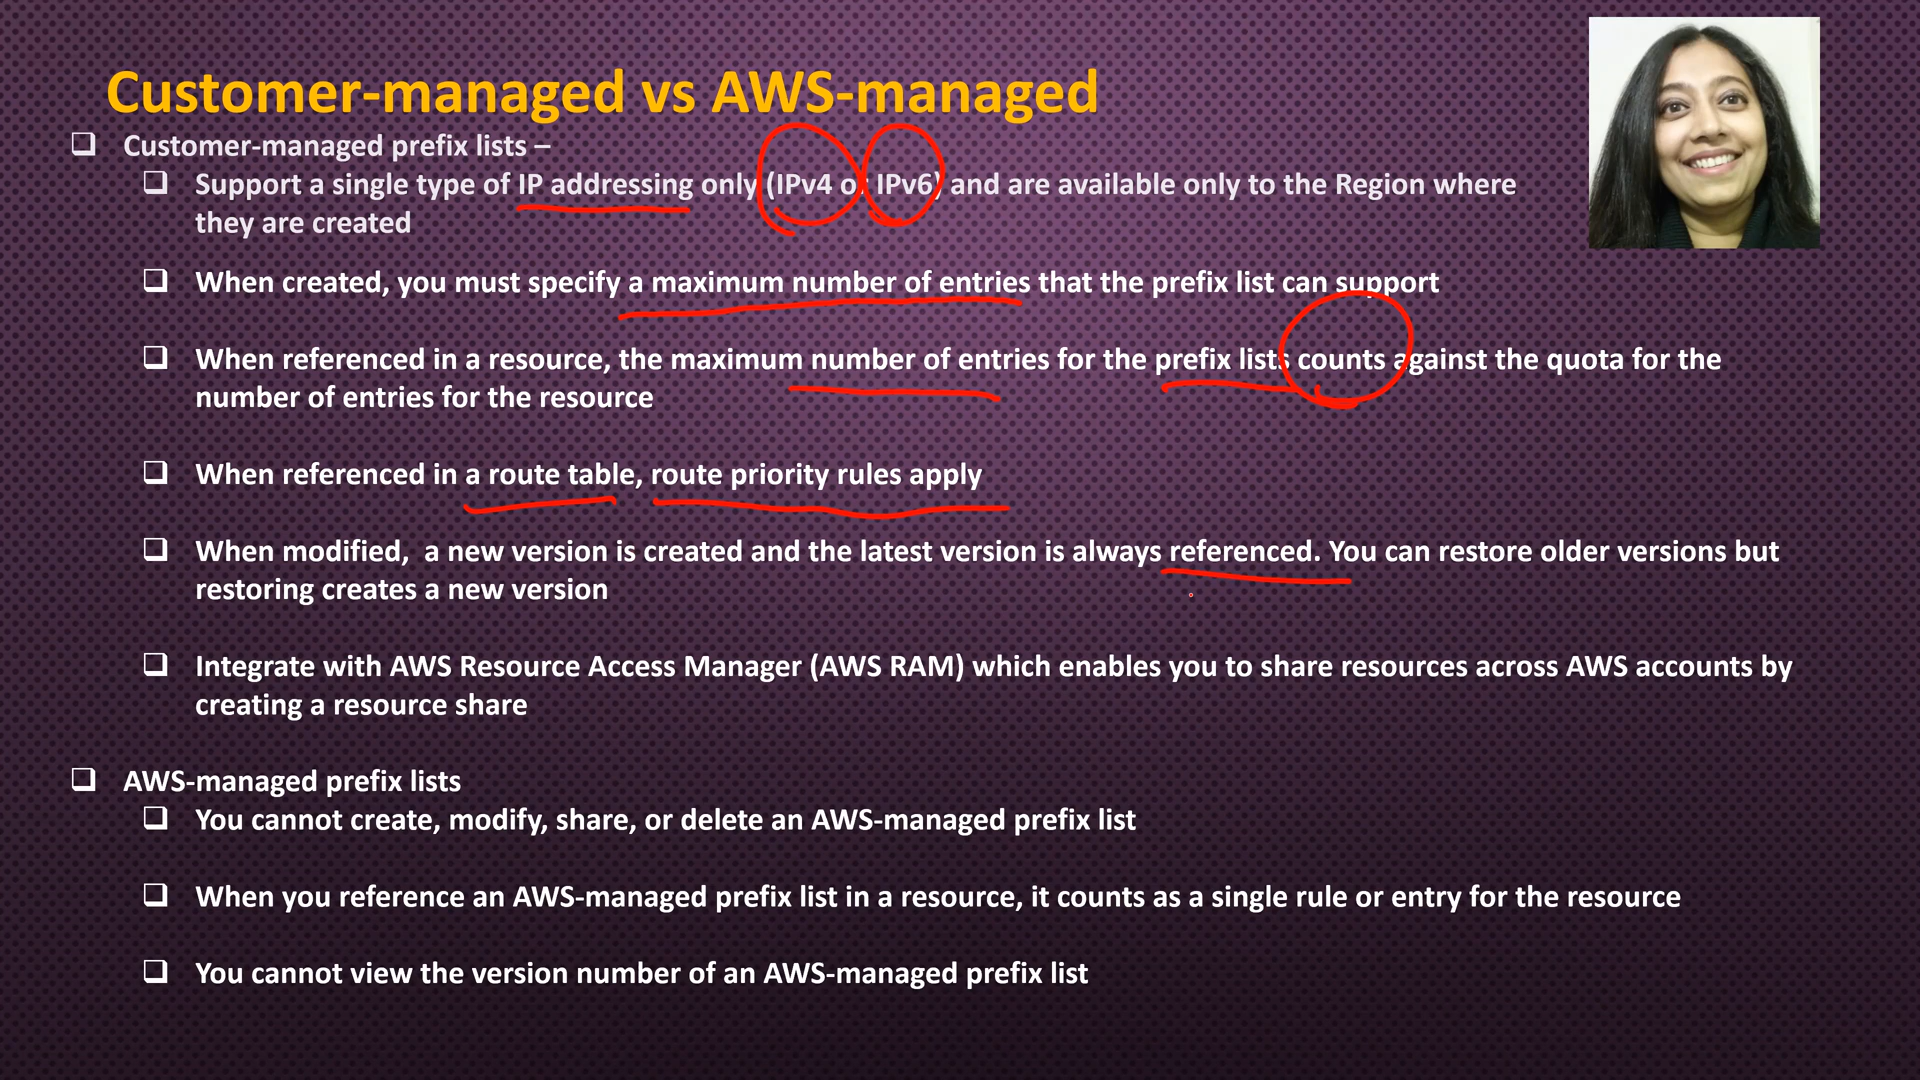 Customer-managed vs AWS-managed
Customer-managed prefix lists –
Support a single type of IP addressing only (IPv4 or IPv6) and are available only to the Region where
they are created
When created, you must specify a maximum number of entries that the prefix list can support
When referenced in a resource, the maximum number of entries for the prefix lists counts against the quota for the
number of entries for the resource
When referenced in a route table, route priority rules apply
When modified,  a new version is created and the latest version is always referenced. You can restore older versions but
restoring creates a new version
Integrate with AWS Resource Access Manager (AWS RAM) which enables you to share resources across AWS accounts by
creating a resource share
AWS-managed prefix lists
You cannot create, modify, share, or delete an AWS-managed prefix list
When you reference an AWS-managed prefix list in a resource, it counts as a single rule or entry for the resource
You cannot view the version number of an AWS-managed prefix list